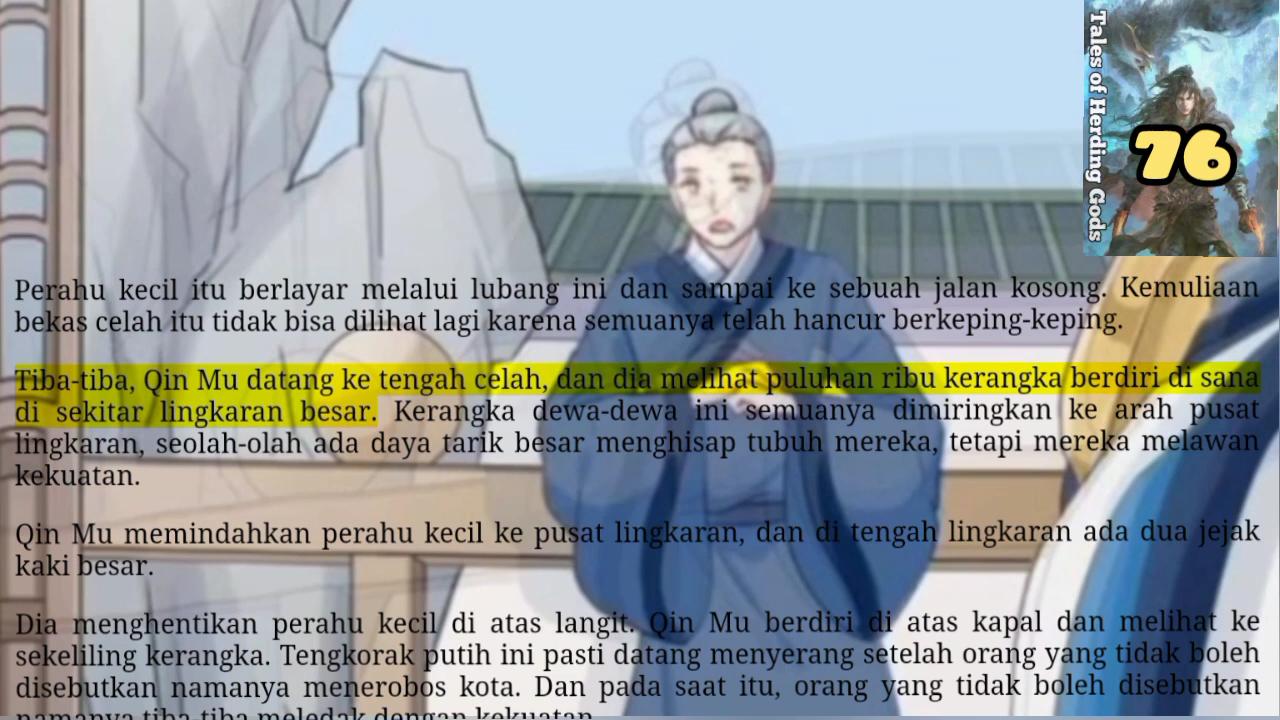 Tales of Herding Gods
76
Perahu kecil itu berlayar melalui lubang ini dan sampai ke sebuah jalan kosong. Kemuliaan
bekas celah itu tidak bisa dilihat lagi karena semuanya telah hancur berkeping-keping.
Tiba-tiba, Qin Mu datang ke tengah celah, dan dia melihat puluhan ribu kerangka berdiri di sana
di sekitar lingkaran besar. Kerangka dewa-dewa ini semuanya dimiringkan ke arah pusat
lingkaran, seolah-olah ada daya tarik besar menghisap tubuh mereka, tetapi mereka melawan
kekuatan.
Qin Mu memindahkan perahu kecil ke pusat lingkaran, dan di tengah lingkaran ada dua jejak
kaki besar.
Dia menghentikan perahu kecil di atas langit. Qin Mu berdiri di atas kapal dan melihat ke
sekeliling kerangka. Tengkorak putih ini pasti datang menyerang setelah orang yang tidak boleh
disebutkan namanya menerobos kota. Dan pada saat itu, orang yang tidak boleh disebutkan
namanya tiba-tiba meledak dengan kekuatan.